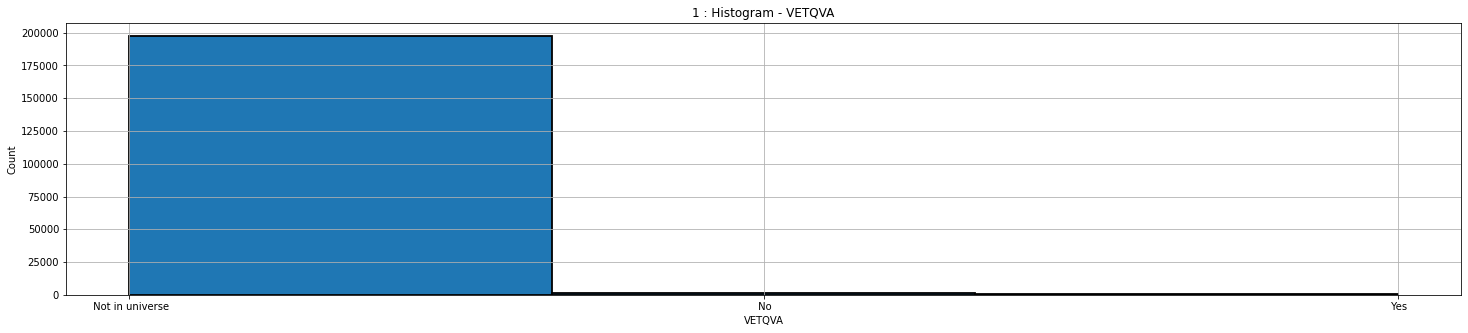 1 : Histogram - VETQVA
200000
175000
150000
125000
100000
75000
50000
25000
0
Count
Not in universe
No
Yes
VETQVA